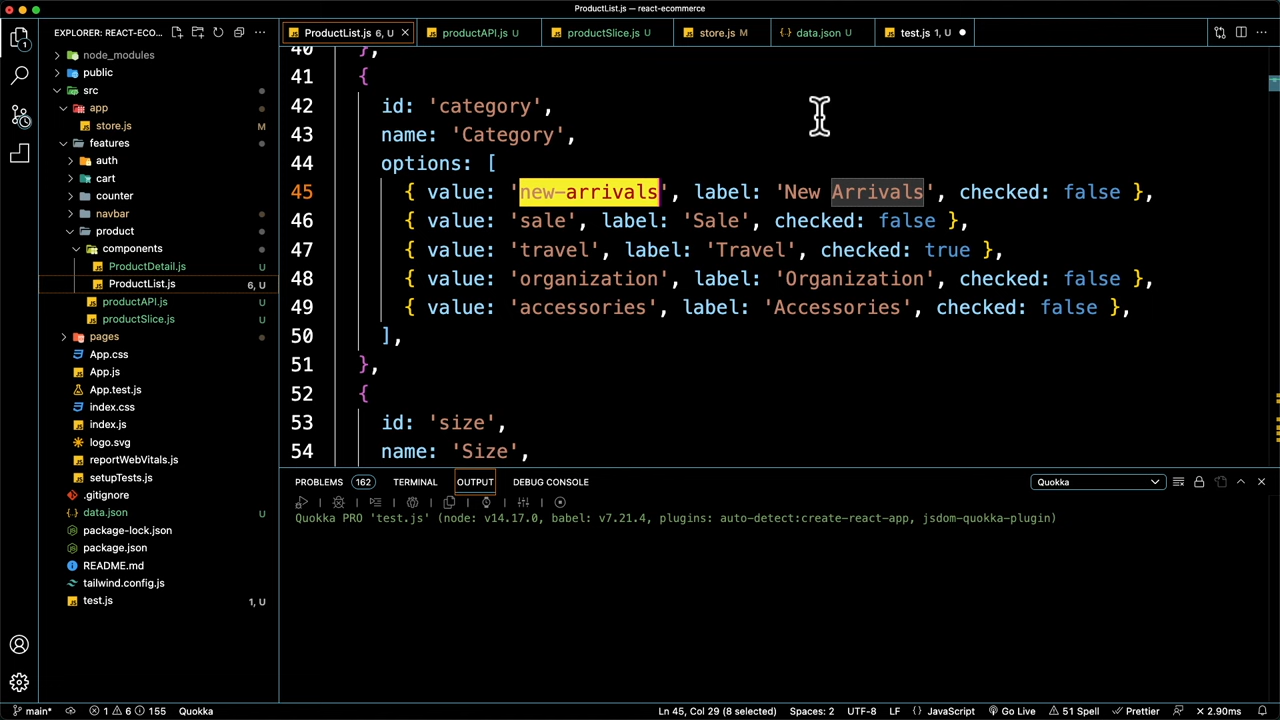 ProductList.js — react-ecommerce
EXPLORER: REACT-ECO...
ProductList.js 6, U
productAPI.js U
productSlice.js U
store.js M
data.json U
test.js 1, U
node_modules
public
src
app
store.js M
features
auth
cart
counter
navbar
product
components
ProductDetail.js U
ProductList.js 6, U
productAPI.js U
productSlice.js U
pages
App.css
App.js
App.test.js
index.css
index.js
logo.svg
reportWebVitals.js
setupTests.js
.gitignore
data.json U
package-lock.json
package.json
README.md
tailwind.config.js
test.js 1, U
40 },
41 {
42 id: 'category',
43 name: 'Category',
44 options: [
45 { value: 'new-arrivals', label: 'New Arrivals', checked: false },
46 { value: 'sale', label: 'Sale', checked: false },
47 { value: 'travel', label: 'Travel', checked: true },
48 { value: 'organization', label: 'Organization', checked: false },
49 { value: 'accessories', label: 'Accessories', checked: false },
50 ],
51 },
52 {
53 id: 'size',
54 name: 'Size',
PROBLEMS 162 TERMINAL OUTPUT DEBUG CONSOLE Quokka
Quokka PRO 'test.js' (node: v14.17.0, babel: v7.21.4, plugins: auto-detect:create-react-app, jsdom-quokka-plugin)
main* 1 6 155 Quokka Ln 45, Col 29 (8 selected) Spaces: 2 UTF-8 LF {} JavaScript Go Live 51 Spell Prettier × 2.90ms